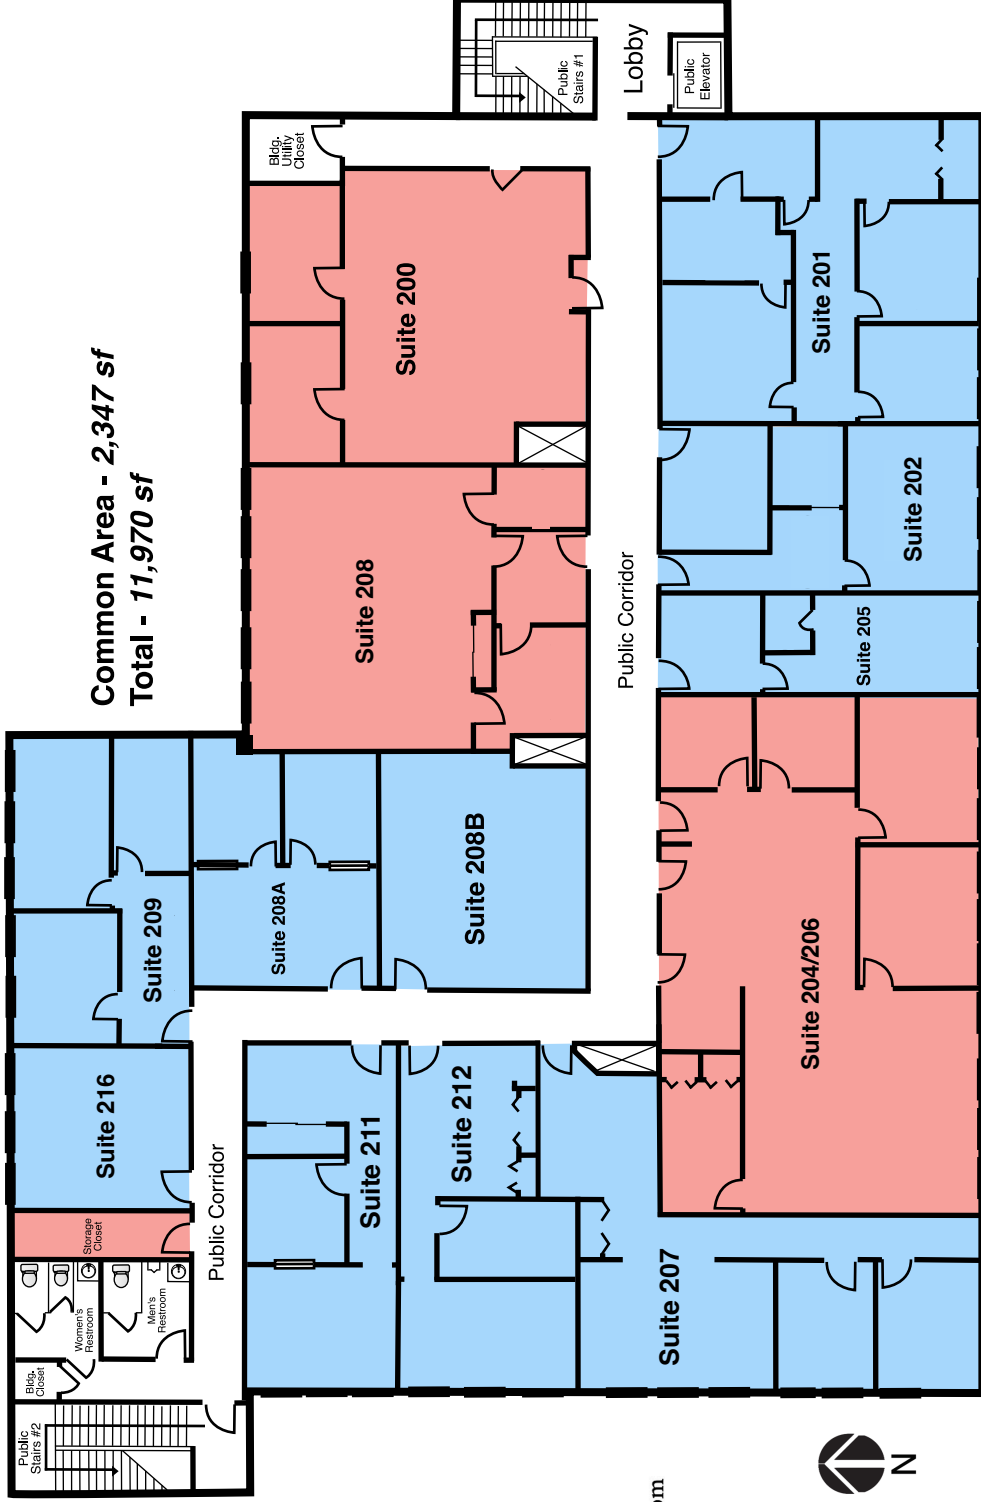 Common Area - 2,347 sf
Total - 11,970 sf
Public
Stairs #1
Lobby
Public
Elevator
Bldg.
Utility
Closet
Suite 200
Suite 201
Suite 208
Suite 202
Public Corridor
Suite 205
Suite 209
Suite 208A
Suite 208B
Suite 204/206
Suite 216
Suite 211
Suite 212
Storage
Closet
Public Corridor
Women's
Restroom
Men's
Restroom
Suite 207
Bldg.
Closet
Public
Stairs #2
N
om